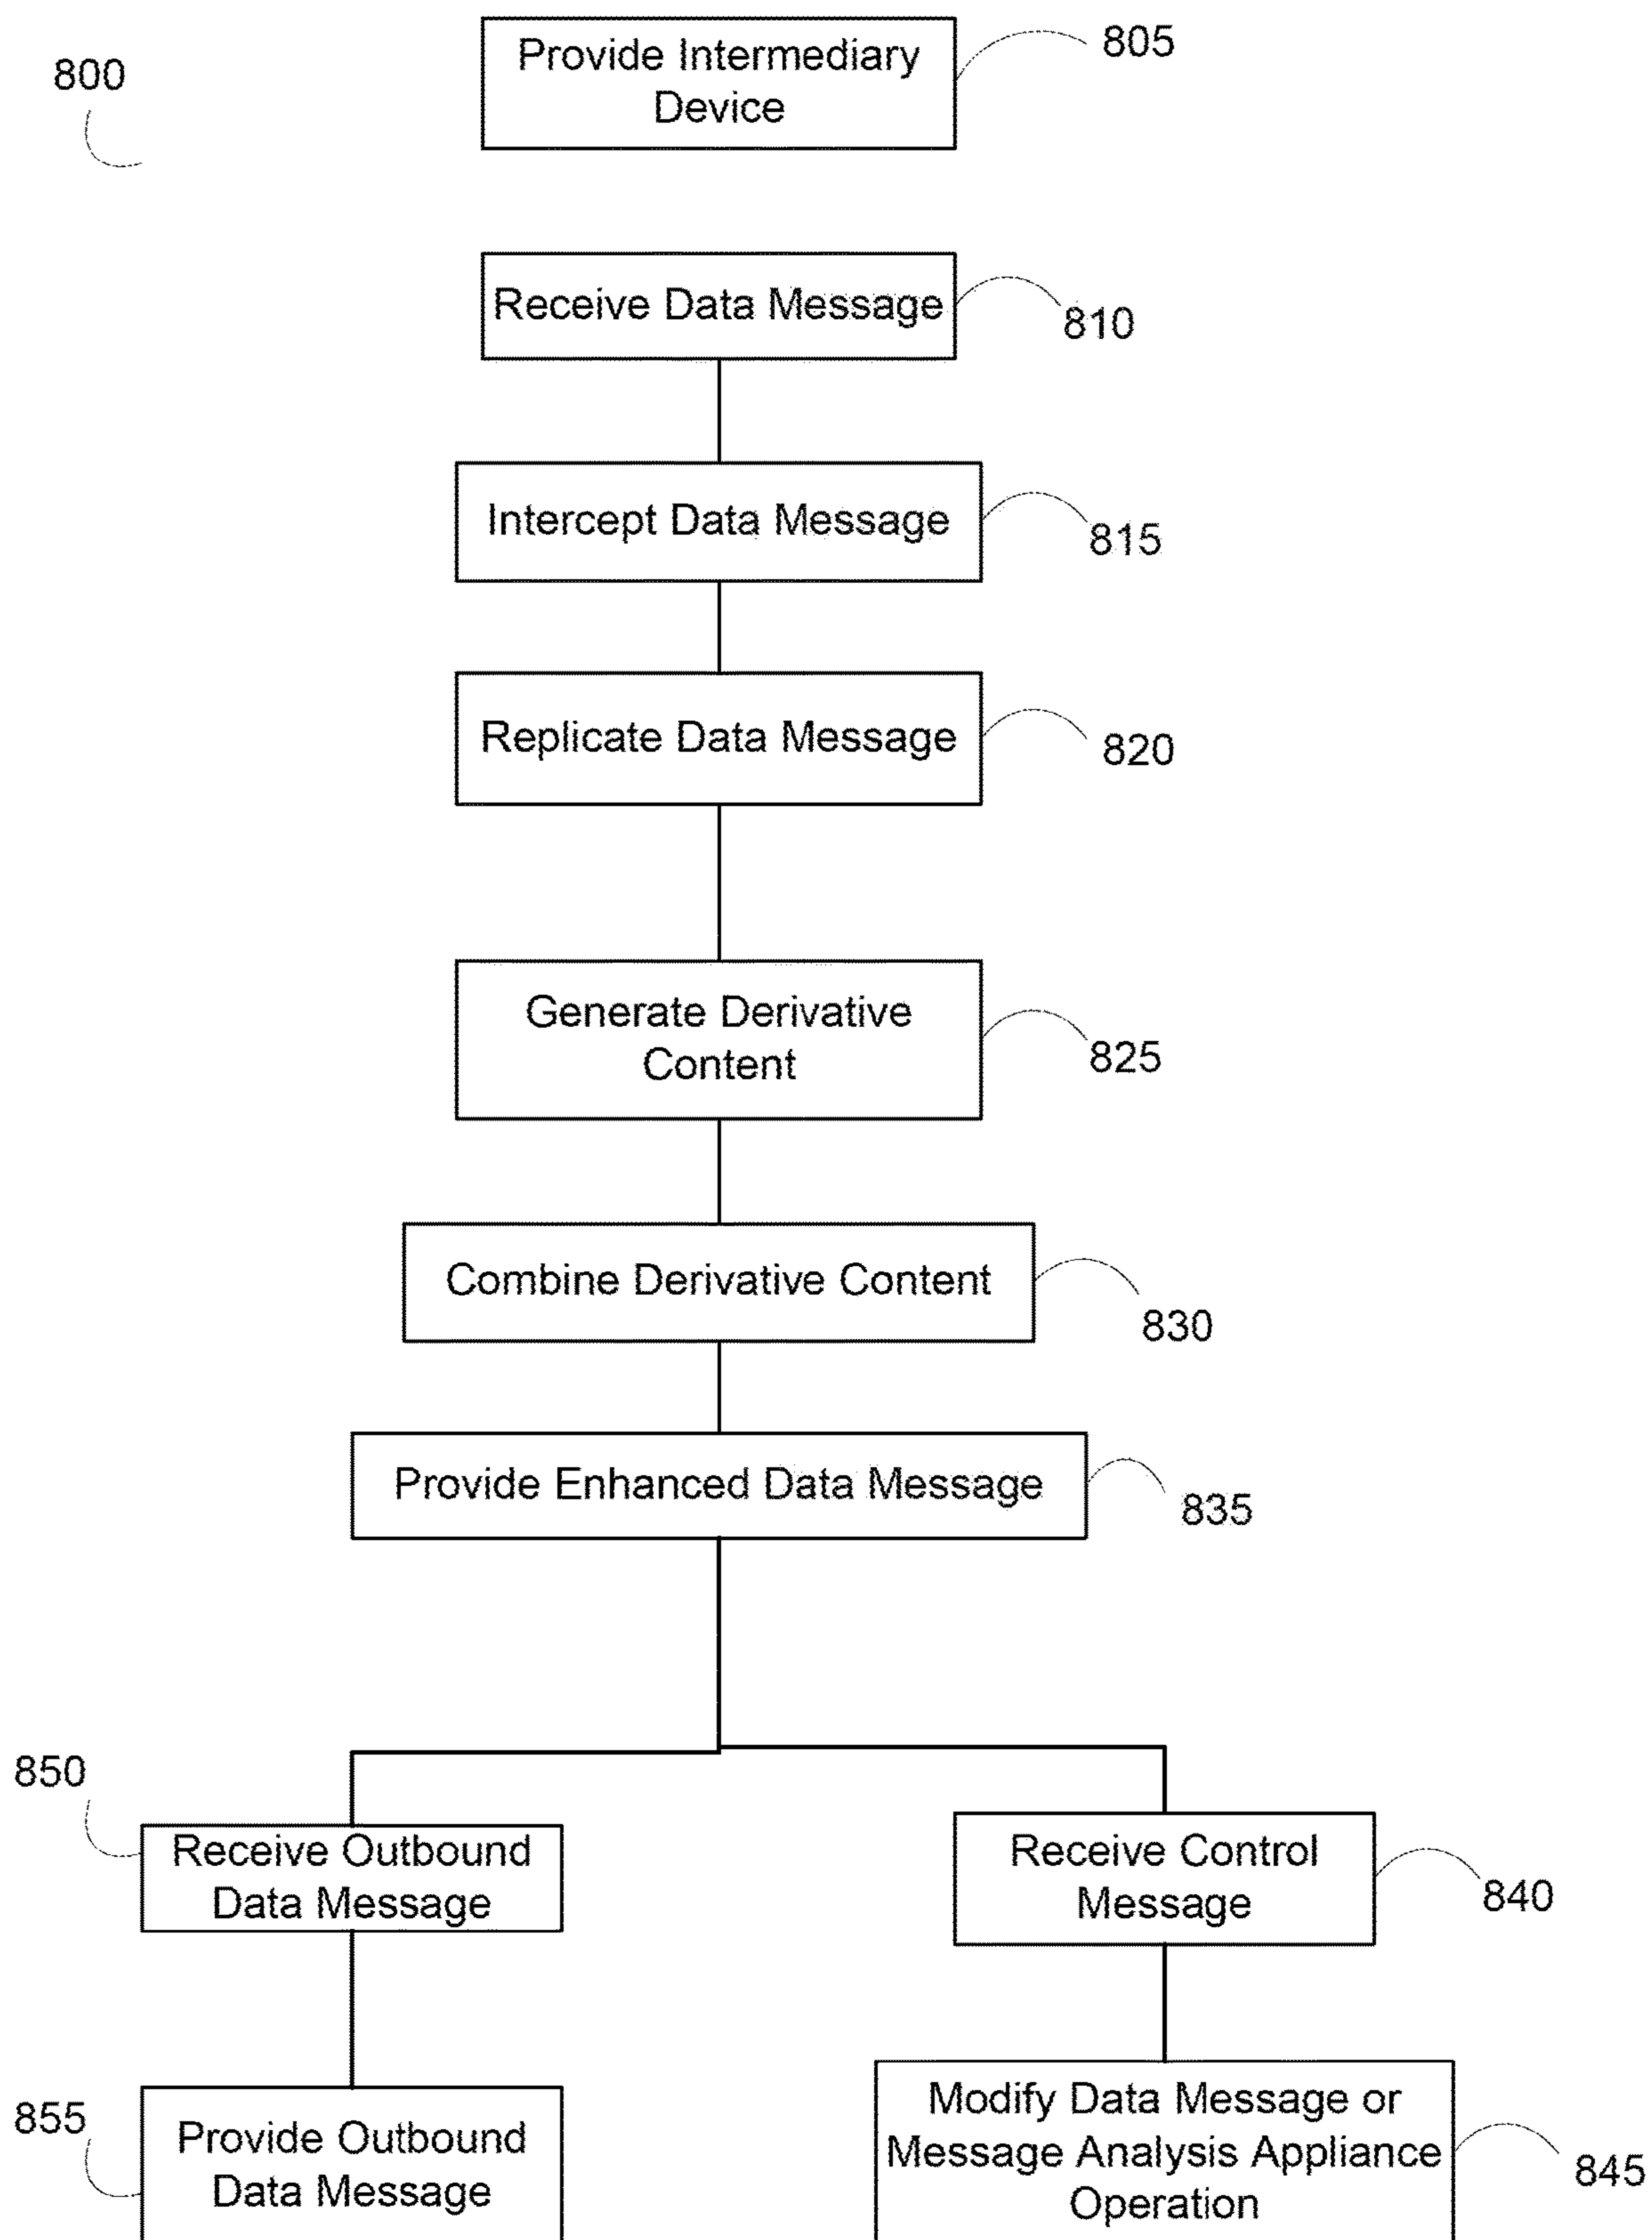 800
Provide Intermediary
Device
805
Receive Data Message
810
Intercept Data Message
815
Replicate Data Message
820
Generate Derivative
Content
825
Combine Derivative Content
830
Provide Enhanced Data Message
835
850
Receive Outbound
Data Message
Receive Control
Message
840
855
Provide Outbound
Data Message
Modify Data Message or
Message Analysis Appliance
Operation
845